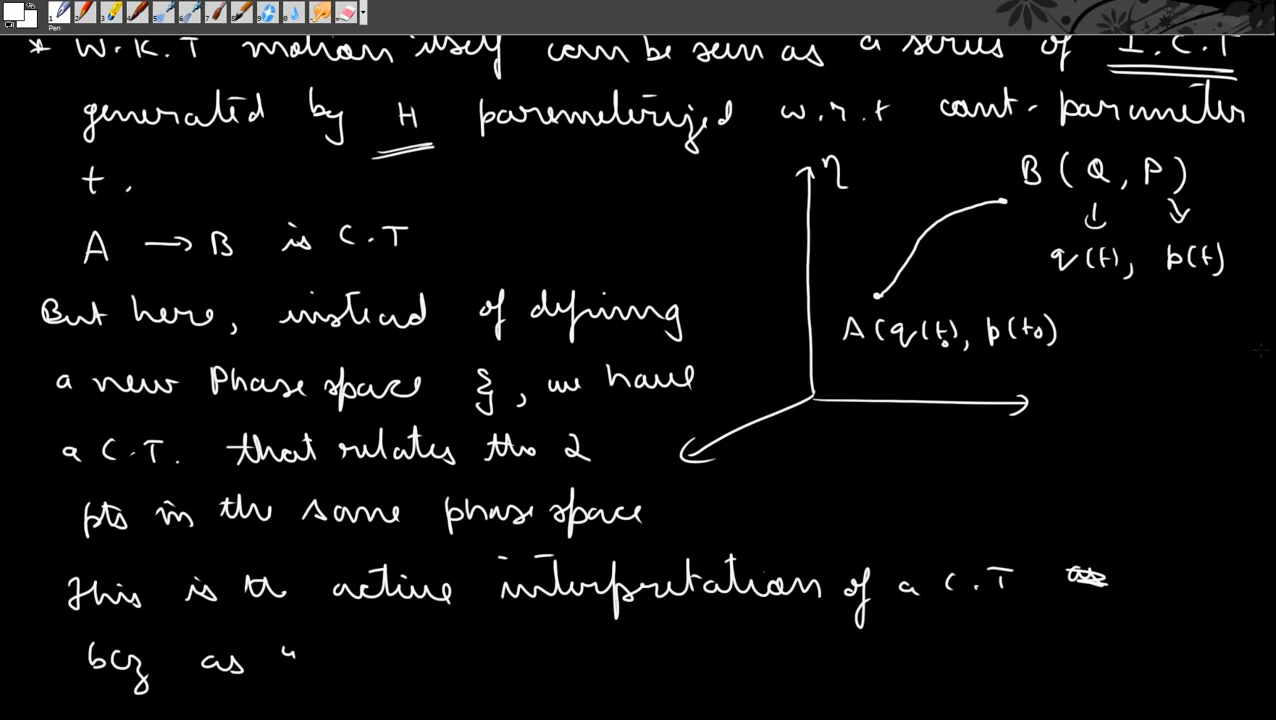 * W.K.T motion itself can be seen as a series of I.C.T
generated by H paremeterized w.r.t cont. parameter
t.
η
B (Q, P)
q(t), p(t)
A → B is C.T
But here, instead of defining
A(q(t₀), p(t₀)
a new Phase space ξ, we have
a C.T. that relates the 2
pts in the same phase space
This is the active interpretation of a C.T
bcz as "
Pen